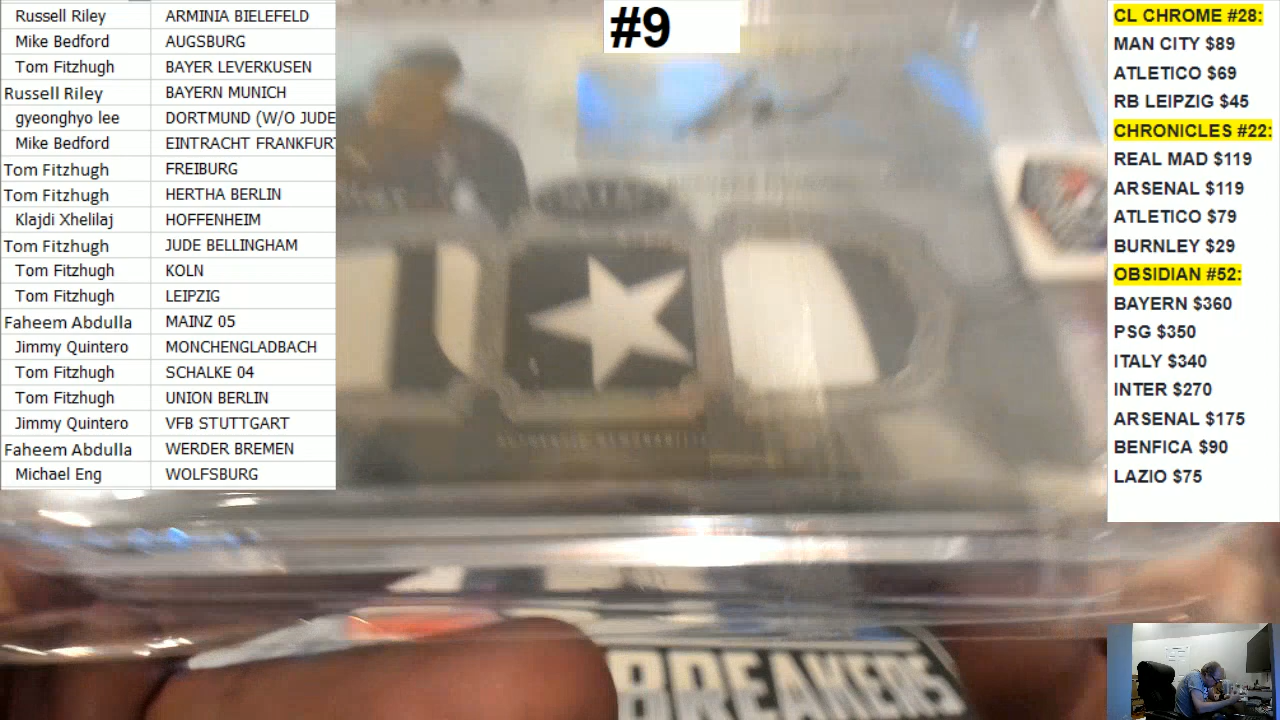 #9
Russell Riley ARMINIA BIELEFELD
Mike Bedford AUGSBURG
Tom Fitzhugh BAYER LEVERKUSEN
Russell Riley BAYERN MUNICH
gyeonghyo lee DORTMUND (W/O JUDE
Mike Bedford EINTRACHT FRANKFURT
Tom Fitzhugh FREIBURG
Tom Fitzhugh HERTHA BERLIN
Klajdi Xhelilaj HOFFENHEIM
Tom Fitzhugh JUDE BELLINGHAM
Tom Fitzhugh KOLN
Tom Fitzhugh LEIPZIG
Faheem Abdulla MAINZ 05
Jimmy Quintero MONCHENGLADBACH
Tom Fitzhugh SCHALKE 04
Tom Fitzhugh UNION BERLIN
Jimmy Quintero VFB STUTTGART
Faheem Abdulla WERDER BREMEN
Michael Eng WOLFSBURG
CL CHROME #28:
MAN CITY $89
ATLETICO $69
RB LEIPZIG $45
CHRONICLES #22:
REAL MAD $119
ARSENAL $119
ATLETICO $79
BURNLEY $29
OBSIDIAN #52:
BAYERN $360
PSG $350
ITALY $340
INTER $270
ARSENAL $175
BENFICA $90
LAZIO $75
BREAKERS